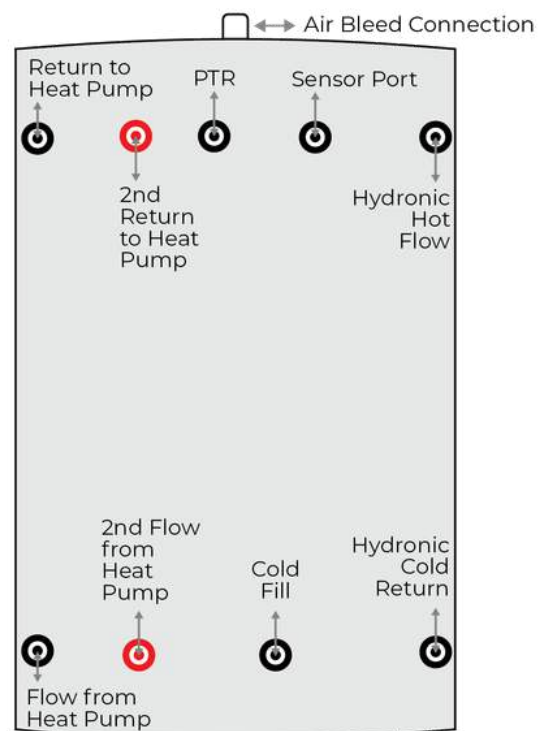 Air Bleed Connection
Return to
Heat Pump
PTR
Sensor Port
2nd
Return
to Heat
Pump
Hydronic
Hot
Flow
2nd Flow
from
Heat
Pump
Cold
Fill
Hydronic
Cold
Return
Flow from
Heat Pump